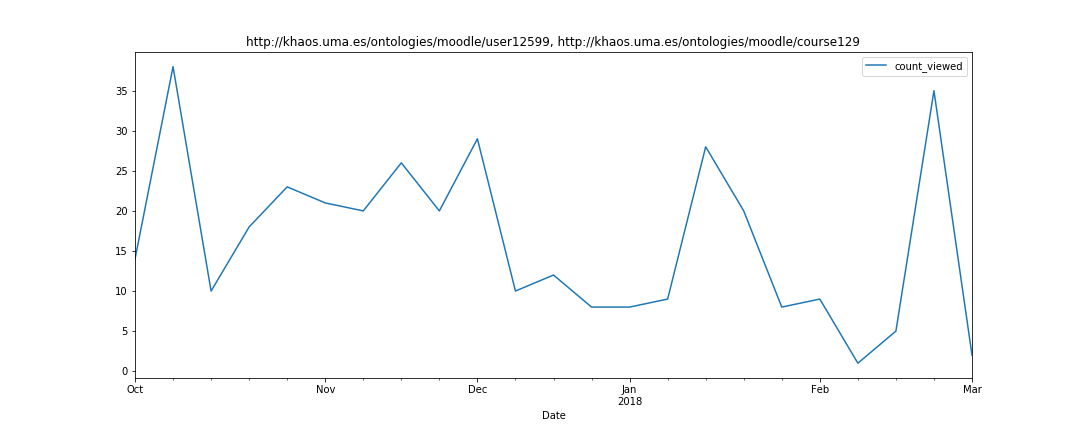 http://khaos.uma.es/ontologies/moodle/user12599, http://khaos.uma.es/ontologies/moodle/course129
count_viewed
35
30
25
20
15
10
5
0
Oct Nov Dec Jan Feb Mar
2018
Date